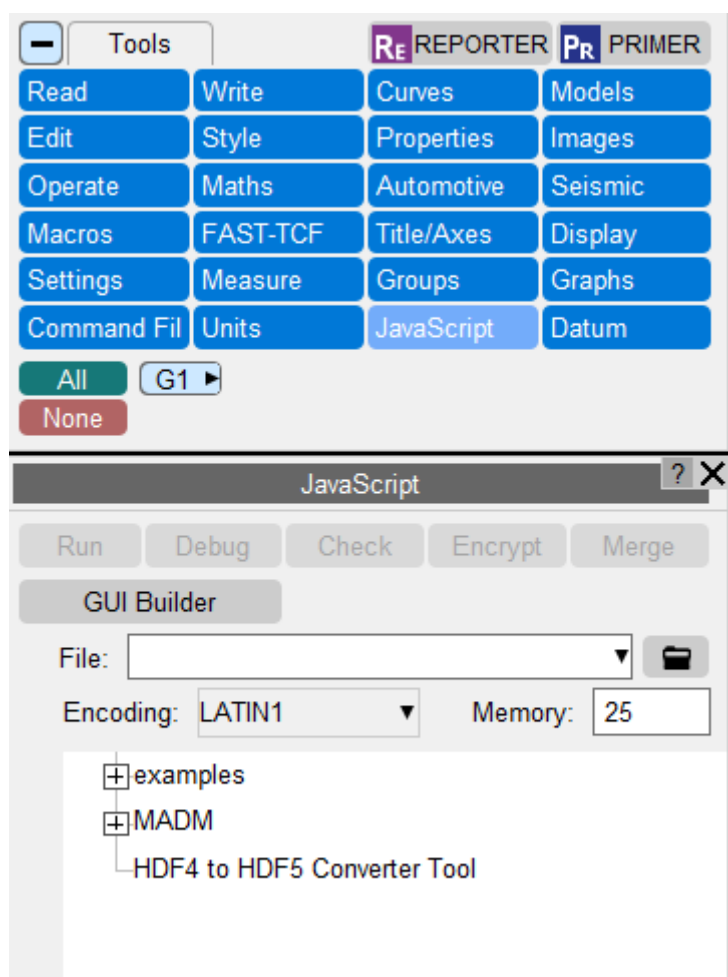 Tools RE REPORTER PR PRIMER
Read Write Curves Models
Edit Style Properties Images
Operate Maths Automotive Seismic
Macros FAST-TCF Title/Axes Display
Settings Measure Groups Graphs
Command Fil Units JavaScript Datum
All G1
None
JavaScript ? X
Run Debug Check Encrypt Merge
GUI Builder
File:
Encoding: LATIN1 Memory: 25
examples
MADM
HDF4 to HDF5 Converter Tool